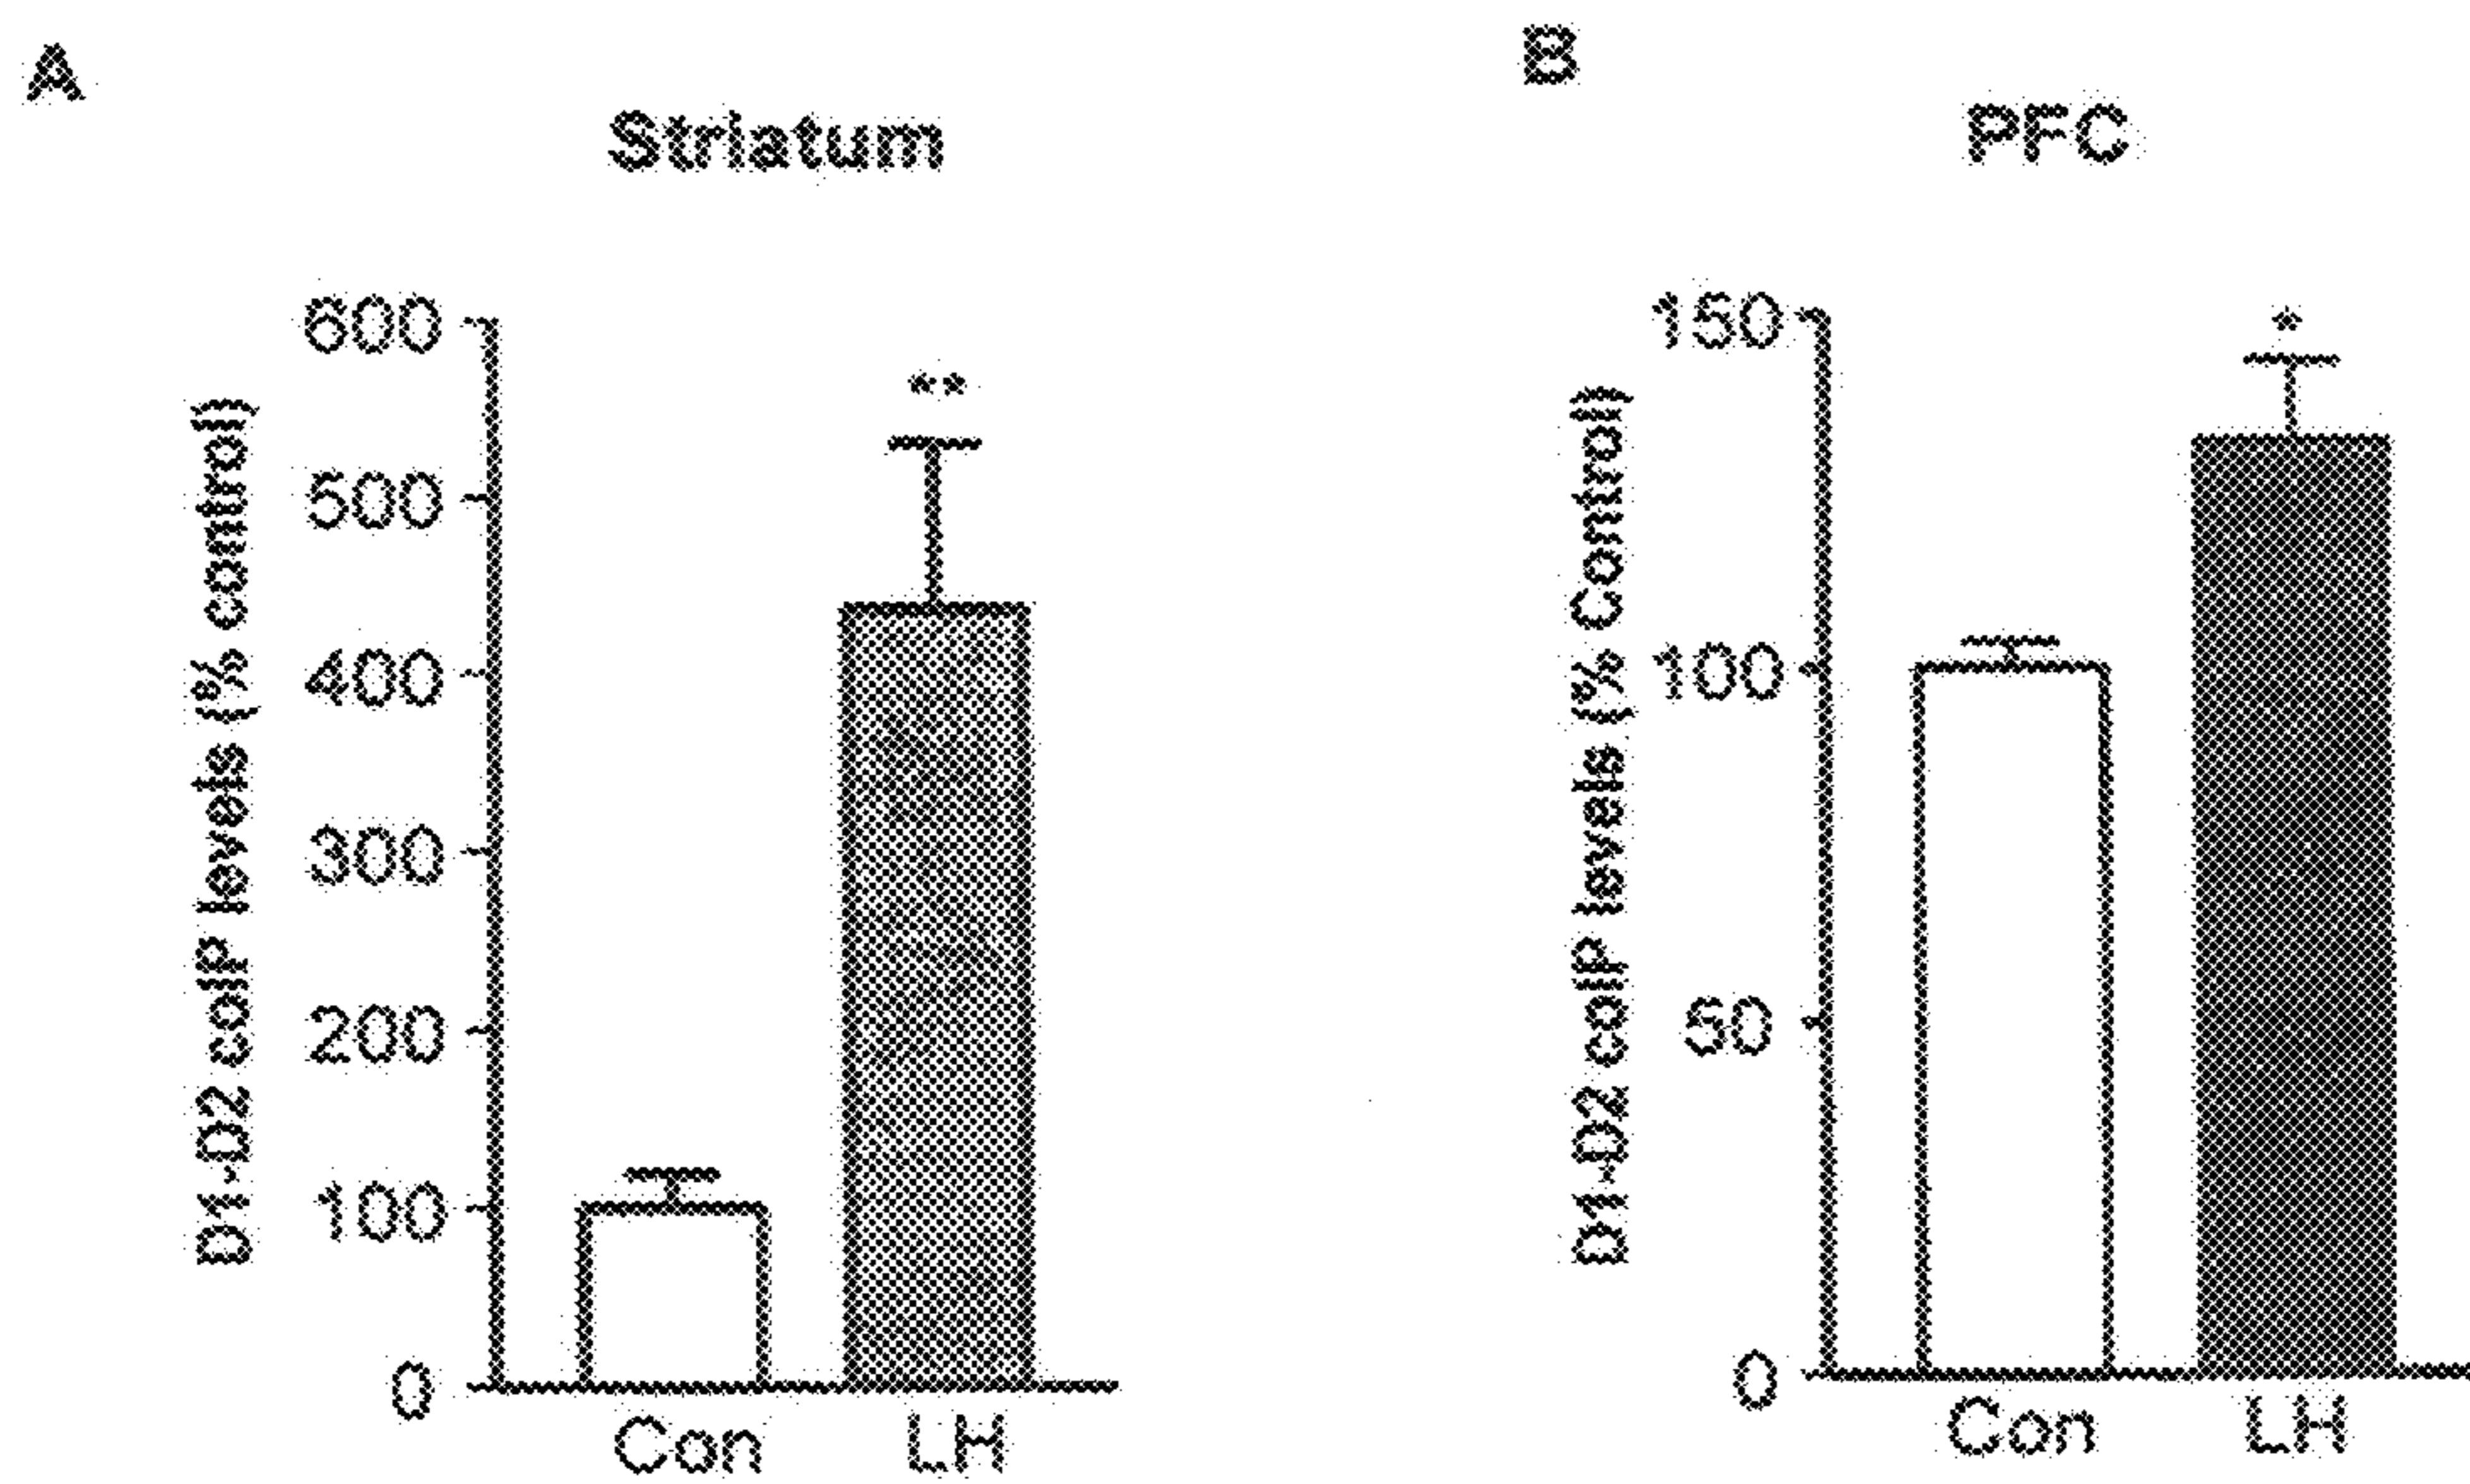 A
Striatum
D1-D2 coIP levels (% control)
600
500
400
300
200
100
0
**
Con LH
B
PFC
D1-D2 coIP levels (% Control)
150
100
50
0
*
Con LH